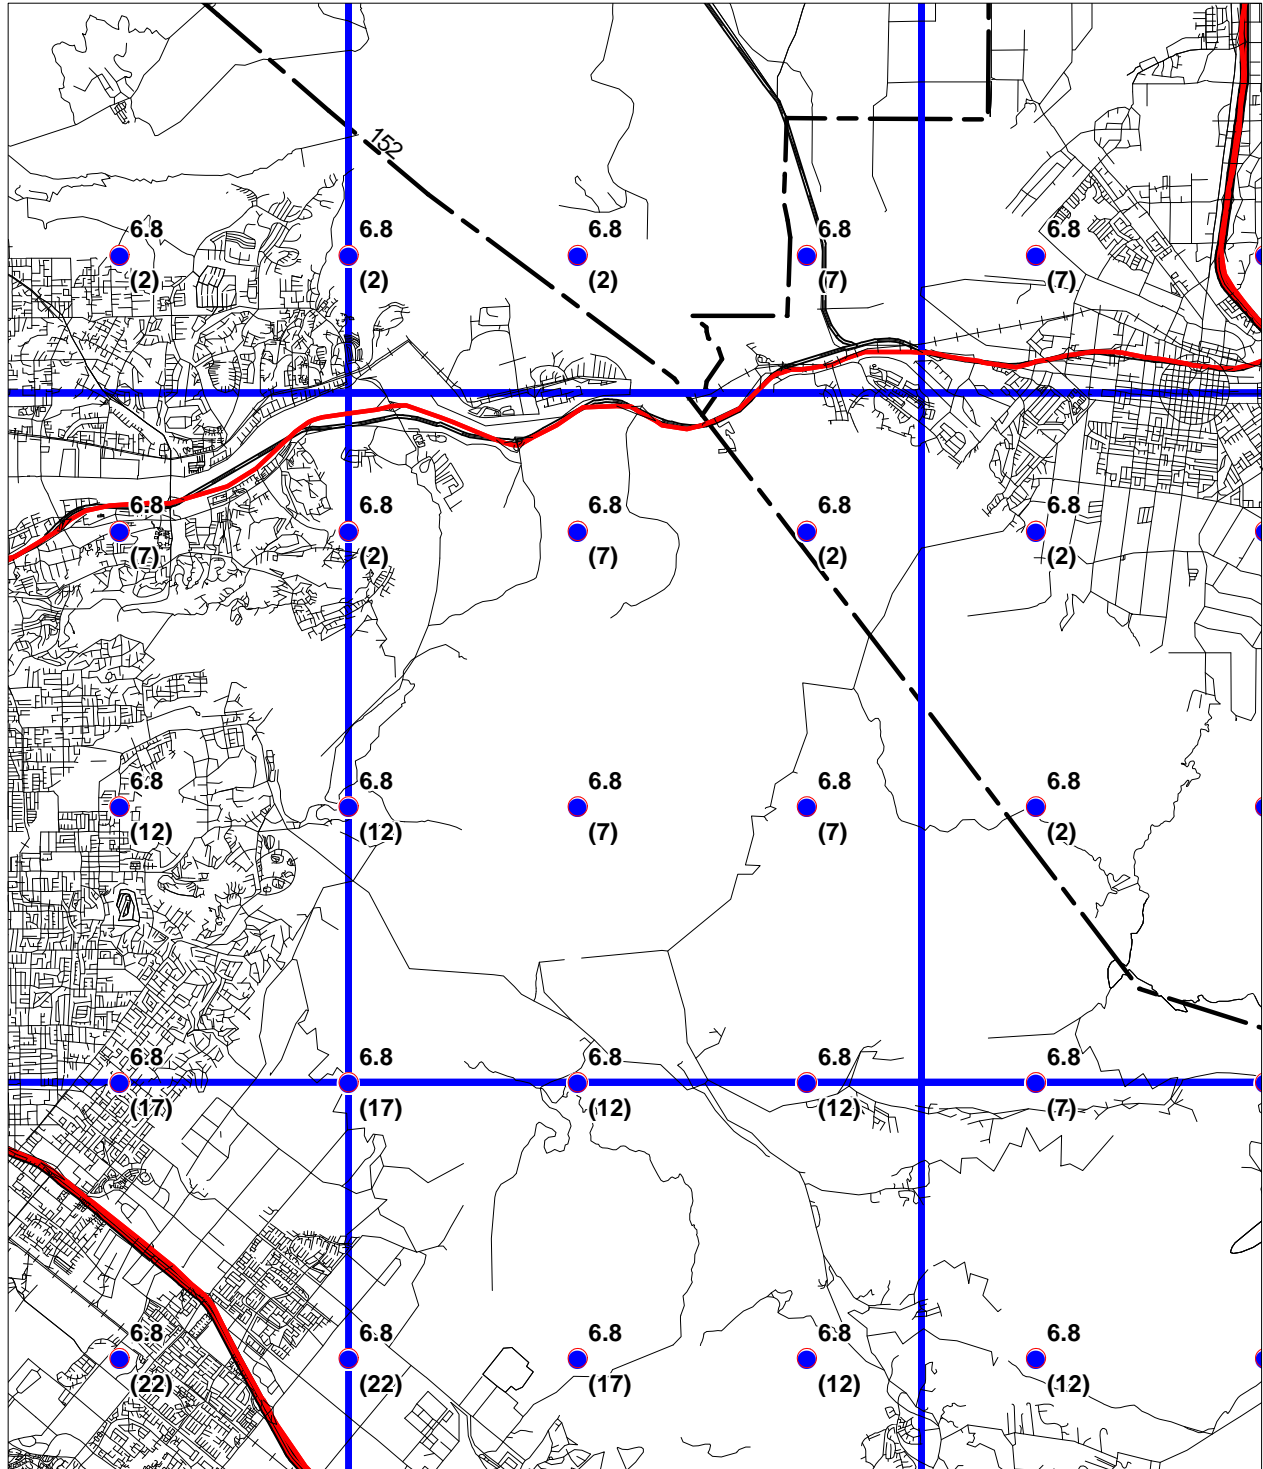 152
6.8 6.8 6.8 6.8 6.8
(2) (2) (2) (7) (7)
6.8 6.8 6.8 6.8 6.8
(7) (2) (7) (2) (2)
6.8 6.8 6.8 6.8 6.8
(12) (12) (7) (7) (2)
6.8 6.8 6.8 6.8 6.8
(17) (17) (12) (12) (7)
6.8 6.8 6.8 6.8 6.8
(22) (22) (17) (12) (12)